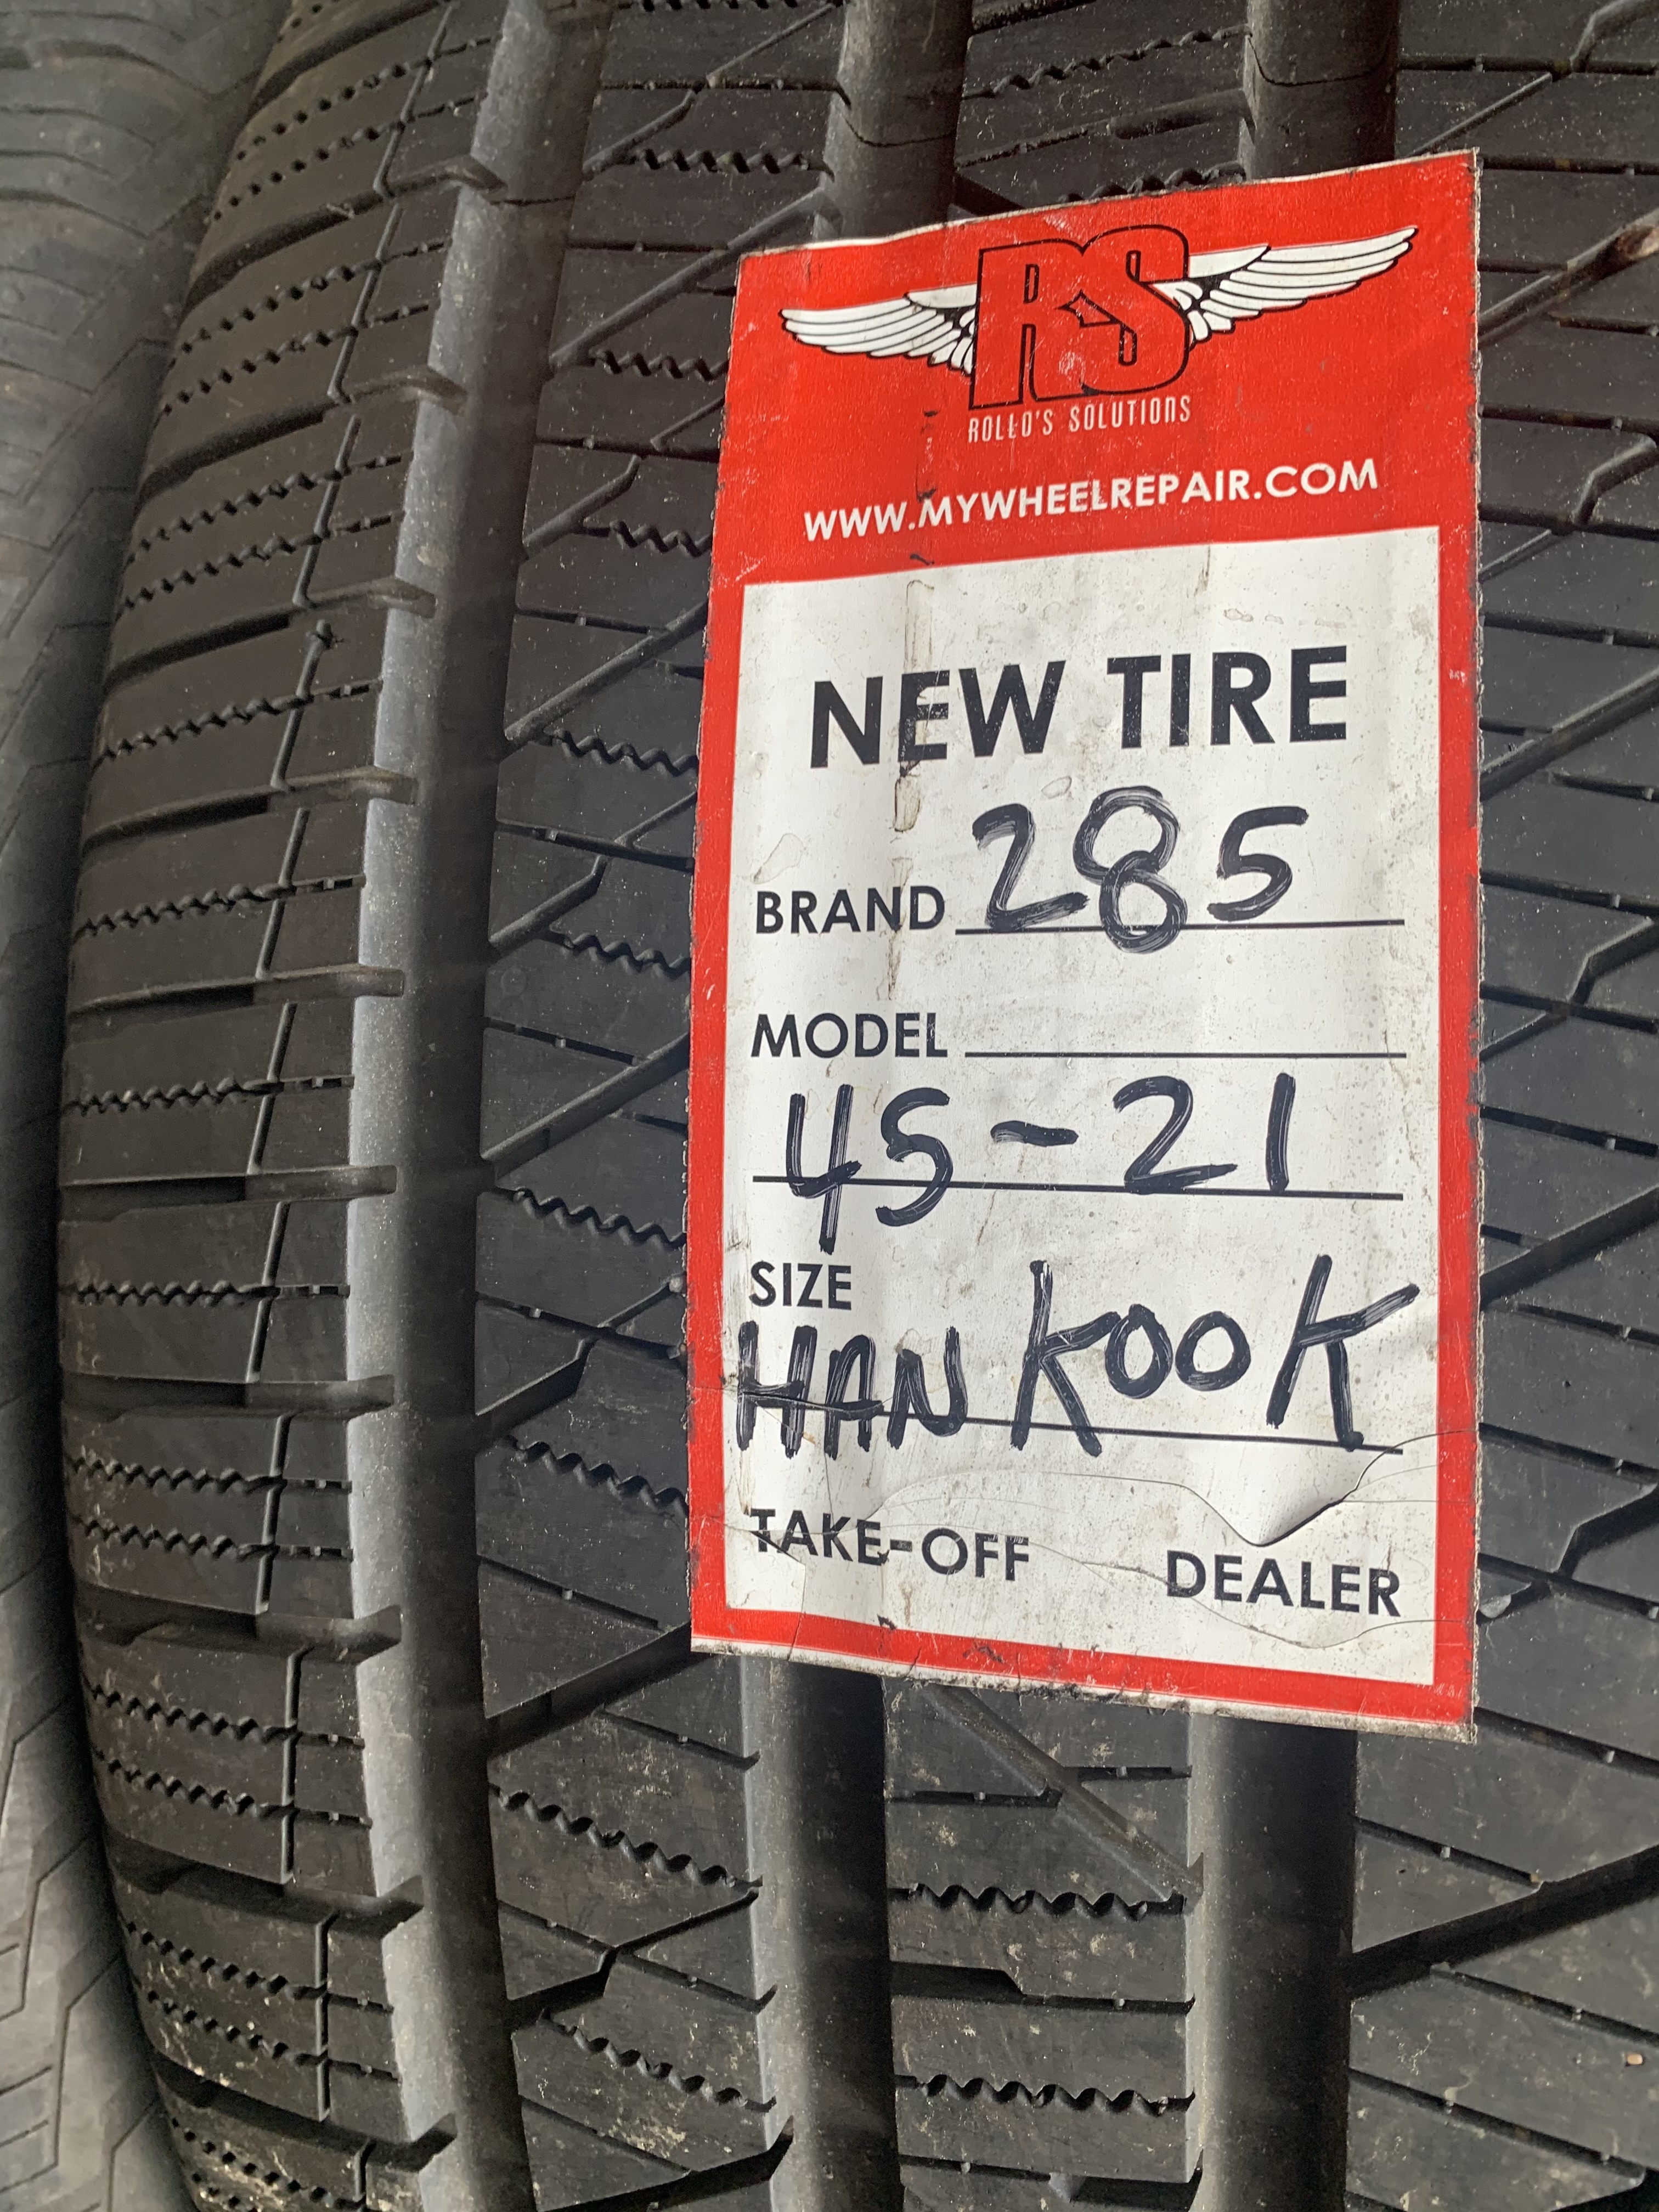 RS
ROLLO'S SOLUTIONS
WWW.MYWHEELREPAIR.COM
NEW TIRE
BRAND 285
MODEL
45-21
SIZE
HANKOOK
TAKE-OFF DEALER